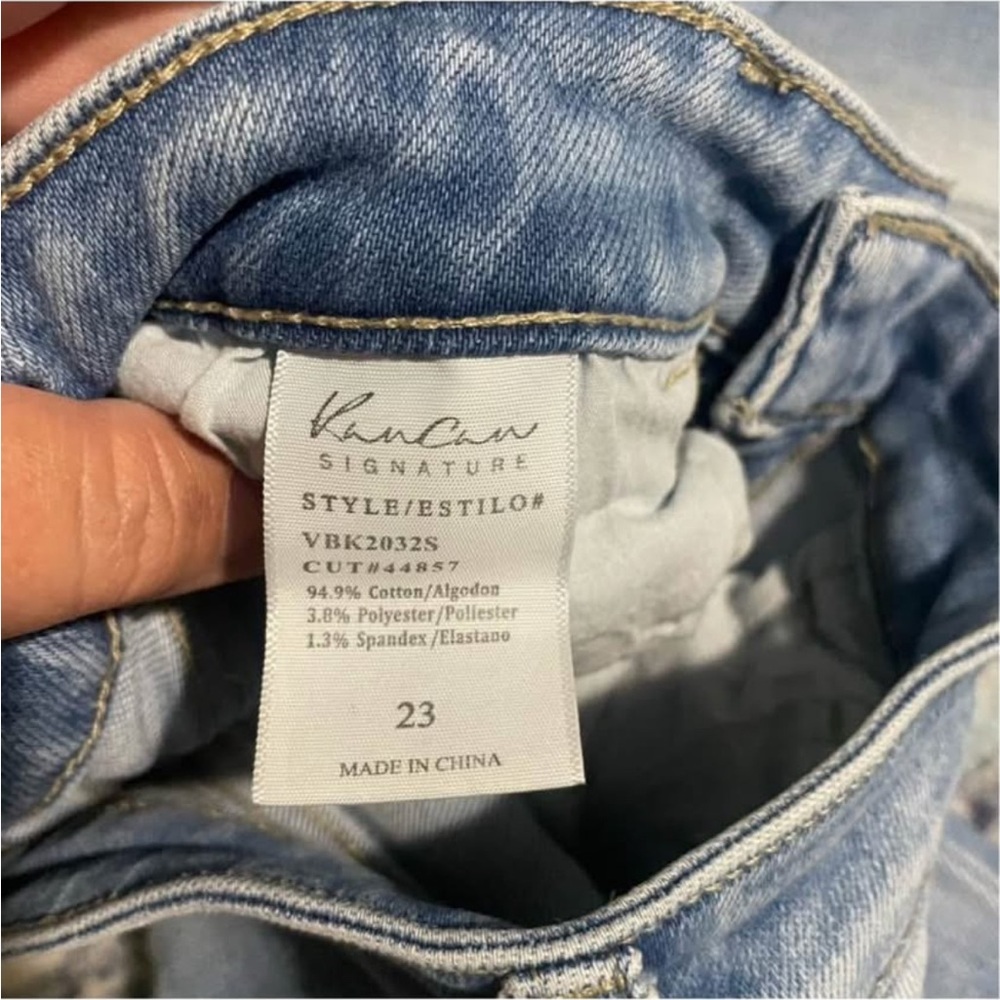 KanCan
SIGNATURE
STYLE/ESTILO#
VBK2032S
CUT#44857
94.9% Cotton/Algodon
3.8% Polyester/Poliester
1.3% Spandex/Elastano
23
MADE IN CHINA